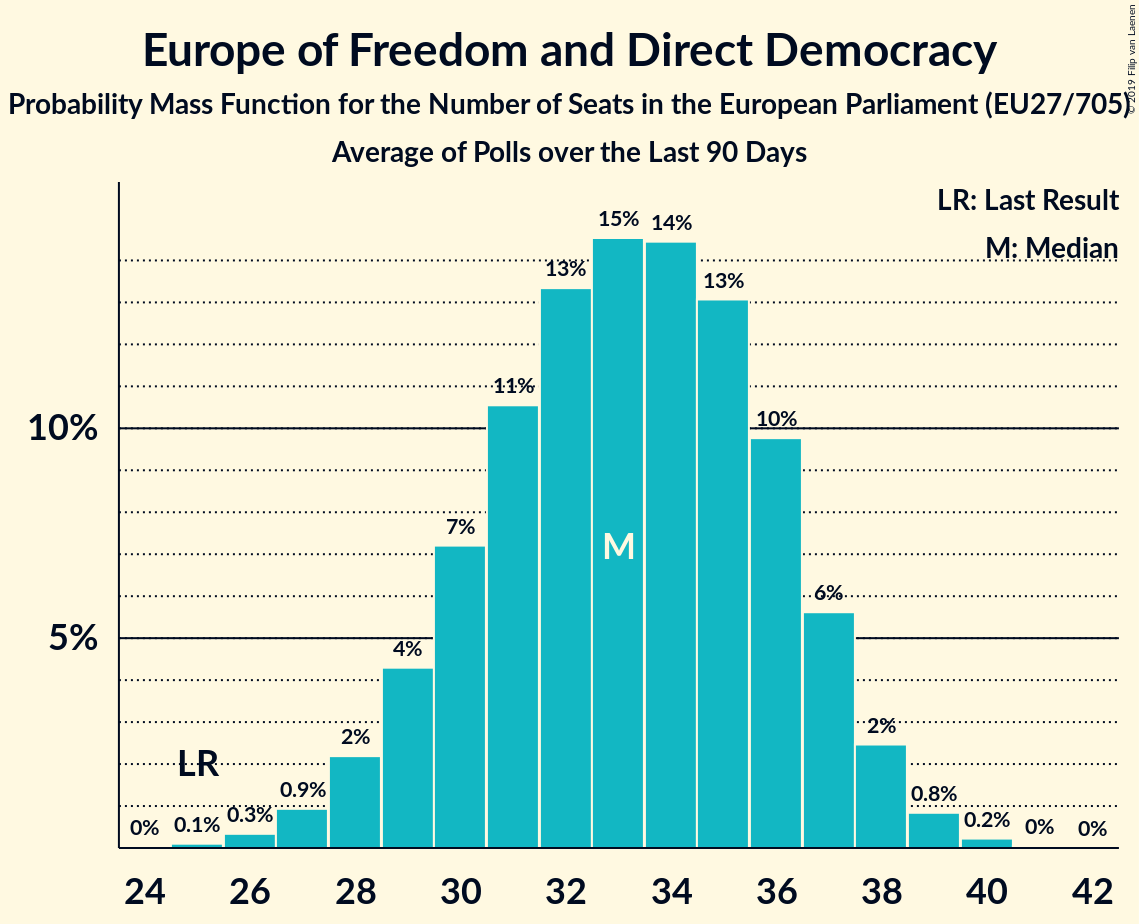 Europe of Freedom and Direct Democracy
Probability Mass Function for the Number of Seats in the European Parliament (EU27/705)
Average of Polls over the Last 90 Days
© 2019 Filip van Laenen
LR: Last Result
M: Median
15%
14%
13%
13%
11%
10%
10%
7%
M
6%
5%
4%
2%
2%
LR
0.9%
0.8%
0.3%
0.2%
0.1%
0%
0%
0%
24 26 28 30 32 34 36 38 40 42